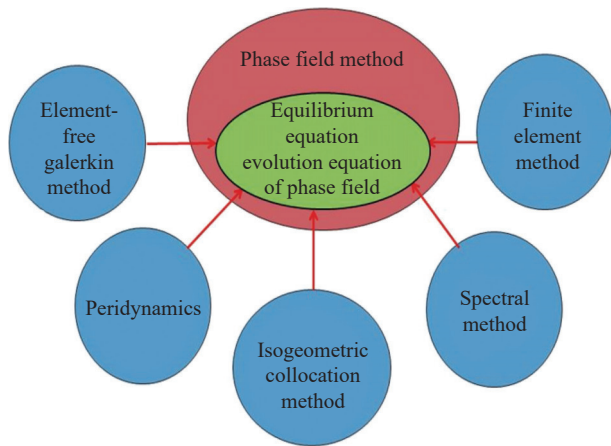 Phase field method
Equilibrium
equation
evolution equation
of phase field
Element-
free
galerkin
method
Finite
element
method
Peridynamics
Isogeometric
collocation
method
Spectral
method